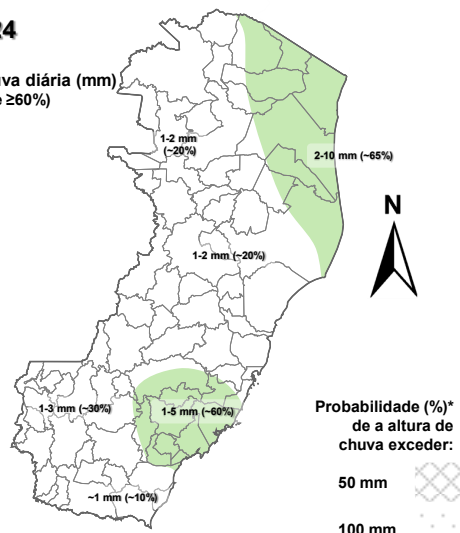 24
uva diária (mm)
e ≥60%)
1-2 mm
(~20%)
2-10 mm (~65%)
N
1-2 mm (~20%)
1-3 mm (~30%)
1-5 mm (~60%)
~1 mm (~10%)
Probabilidade (%)*
de a altura de
chuva exceder:
50 mm
100 mm